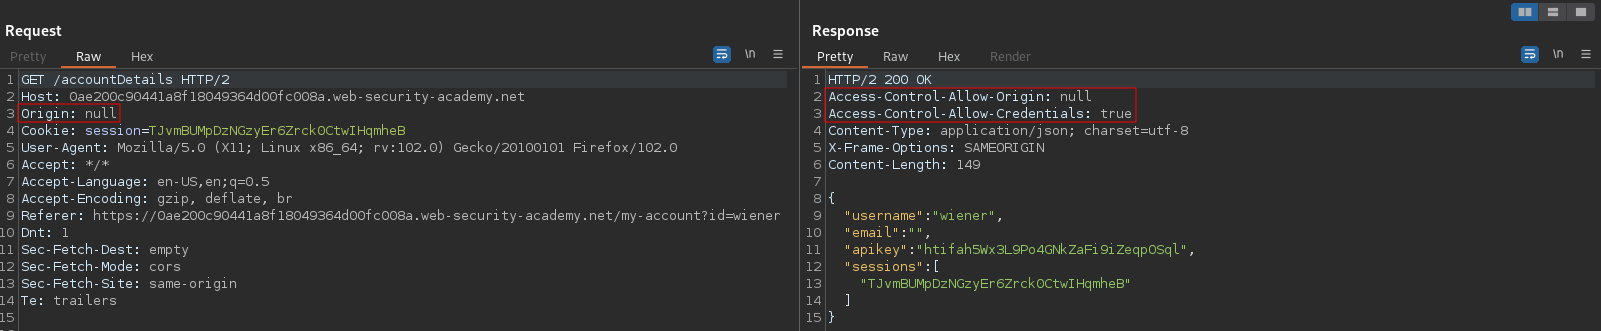 Request
Pretty Raw Hex
\n
1 GET /accountDetails HTTP/2
2 Host: 0ae200c90441a8f18049364d00fc008a.web-security-academy.net
3 Origin: null
4 Cookie: session=TJvmBUMpDzNGzyEr6ZrckOCtwIHqmheB
5 User-Agent: Mozilla/5.0 (X11; Linux x86_64; rv:102.0) Gecko/20100101 Firefox/102.0
6 Accept: */*
7 Accept-Language: en-US,en;q=0.5
8 Accept-Encoding: gzip, deflate, br
9 Referer: https://0ae200c90441a8f18049364d00fc008a.web-security-academy.net/my-account?id=wiener
10 Dnt: 1
11 Sec-Fetch-Dest: empty
12 Sec-Fetch-Mode: cors
13 Sec-Fetch-Site: same-origin
14 Te: trailers
15
Response
Pretty Raw Hex Render
\n
1 HTTP/2 200 OK
2 Access-Control-Allow-Origin: null
3 Access-Control-Allow-Credentials: true
4 Content-Type: application/json; charset=utf-8
5 X-Frame-Options: SAMEORIGIN
6 Content-Length: 149
7
8 {
9 "username":"wiener",
10 "email":"",
11 "apikey":"htifah5Wx3L9Po4GNkZaFi9iZeqpOSql",
12 "sessions":[
13 "TJvmBUMpDzNGzyEr6ZrckOCtwIHqmheB"
14 ]
15 }